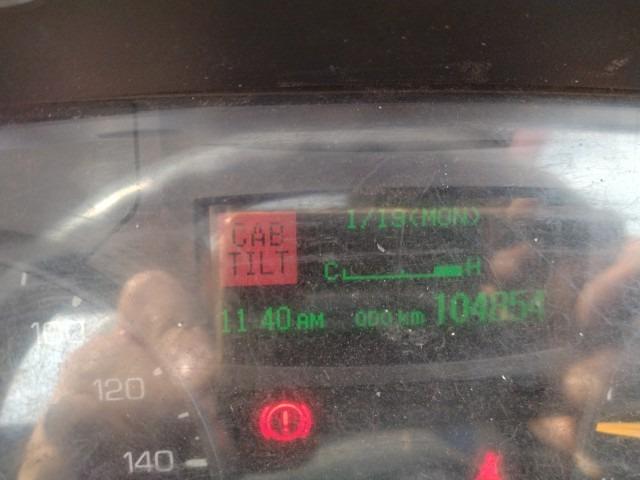 1/19(MON)
CAB
TILT
C H
11:40 AM ODO km 104854
100
120
140